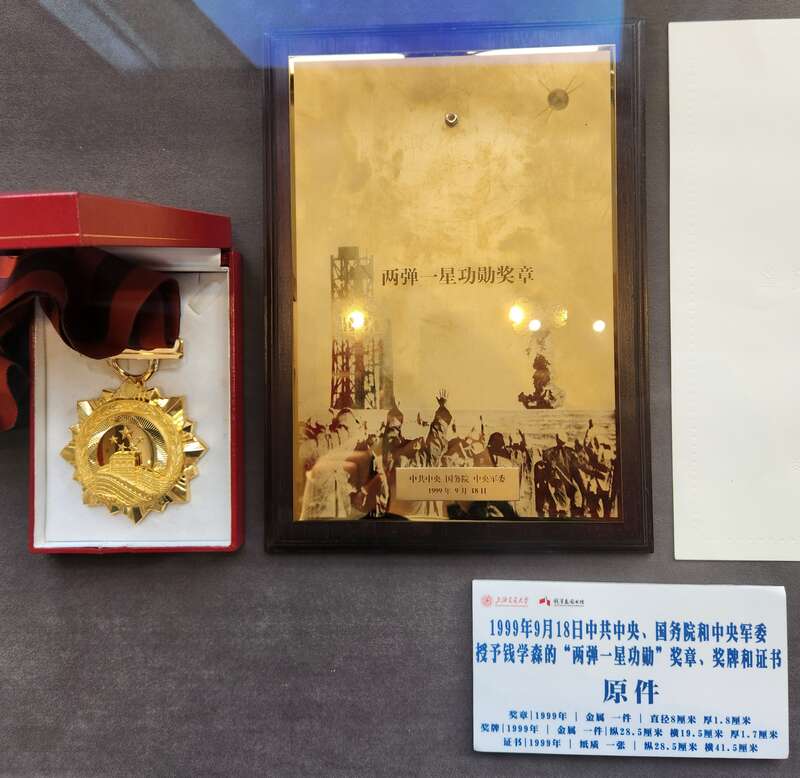 两弹一星功勋奖章
中共中央 国务院 中央军委
1999年9月18日
上海交通大学
钱学森图书馆
1999年9月18日中共中央、国务院和中央军委
授予钱学森的“两弹一星功勋”奖章、奖牌和证书
原件
奖章|1999年 | 金属 一件 | 直径8厘米 厚1.8厘米
奖牌|1999年 | 金属 一件|纵28.5厘米 横19.5厘米 厚1.7厘米
证书|1999年 | 纸质 一张 | 纵28.5厘米 横41.5厘米